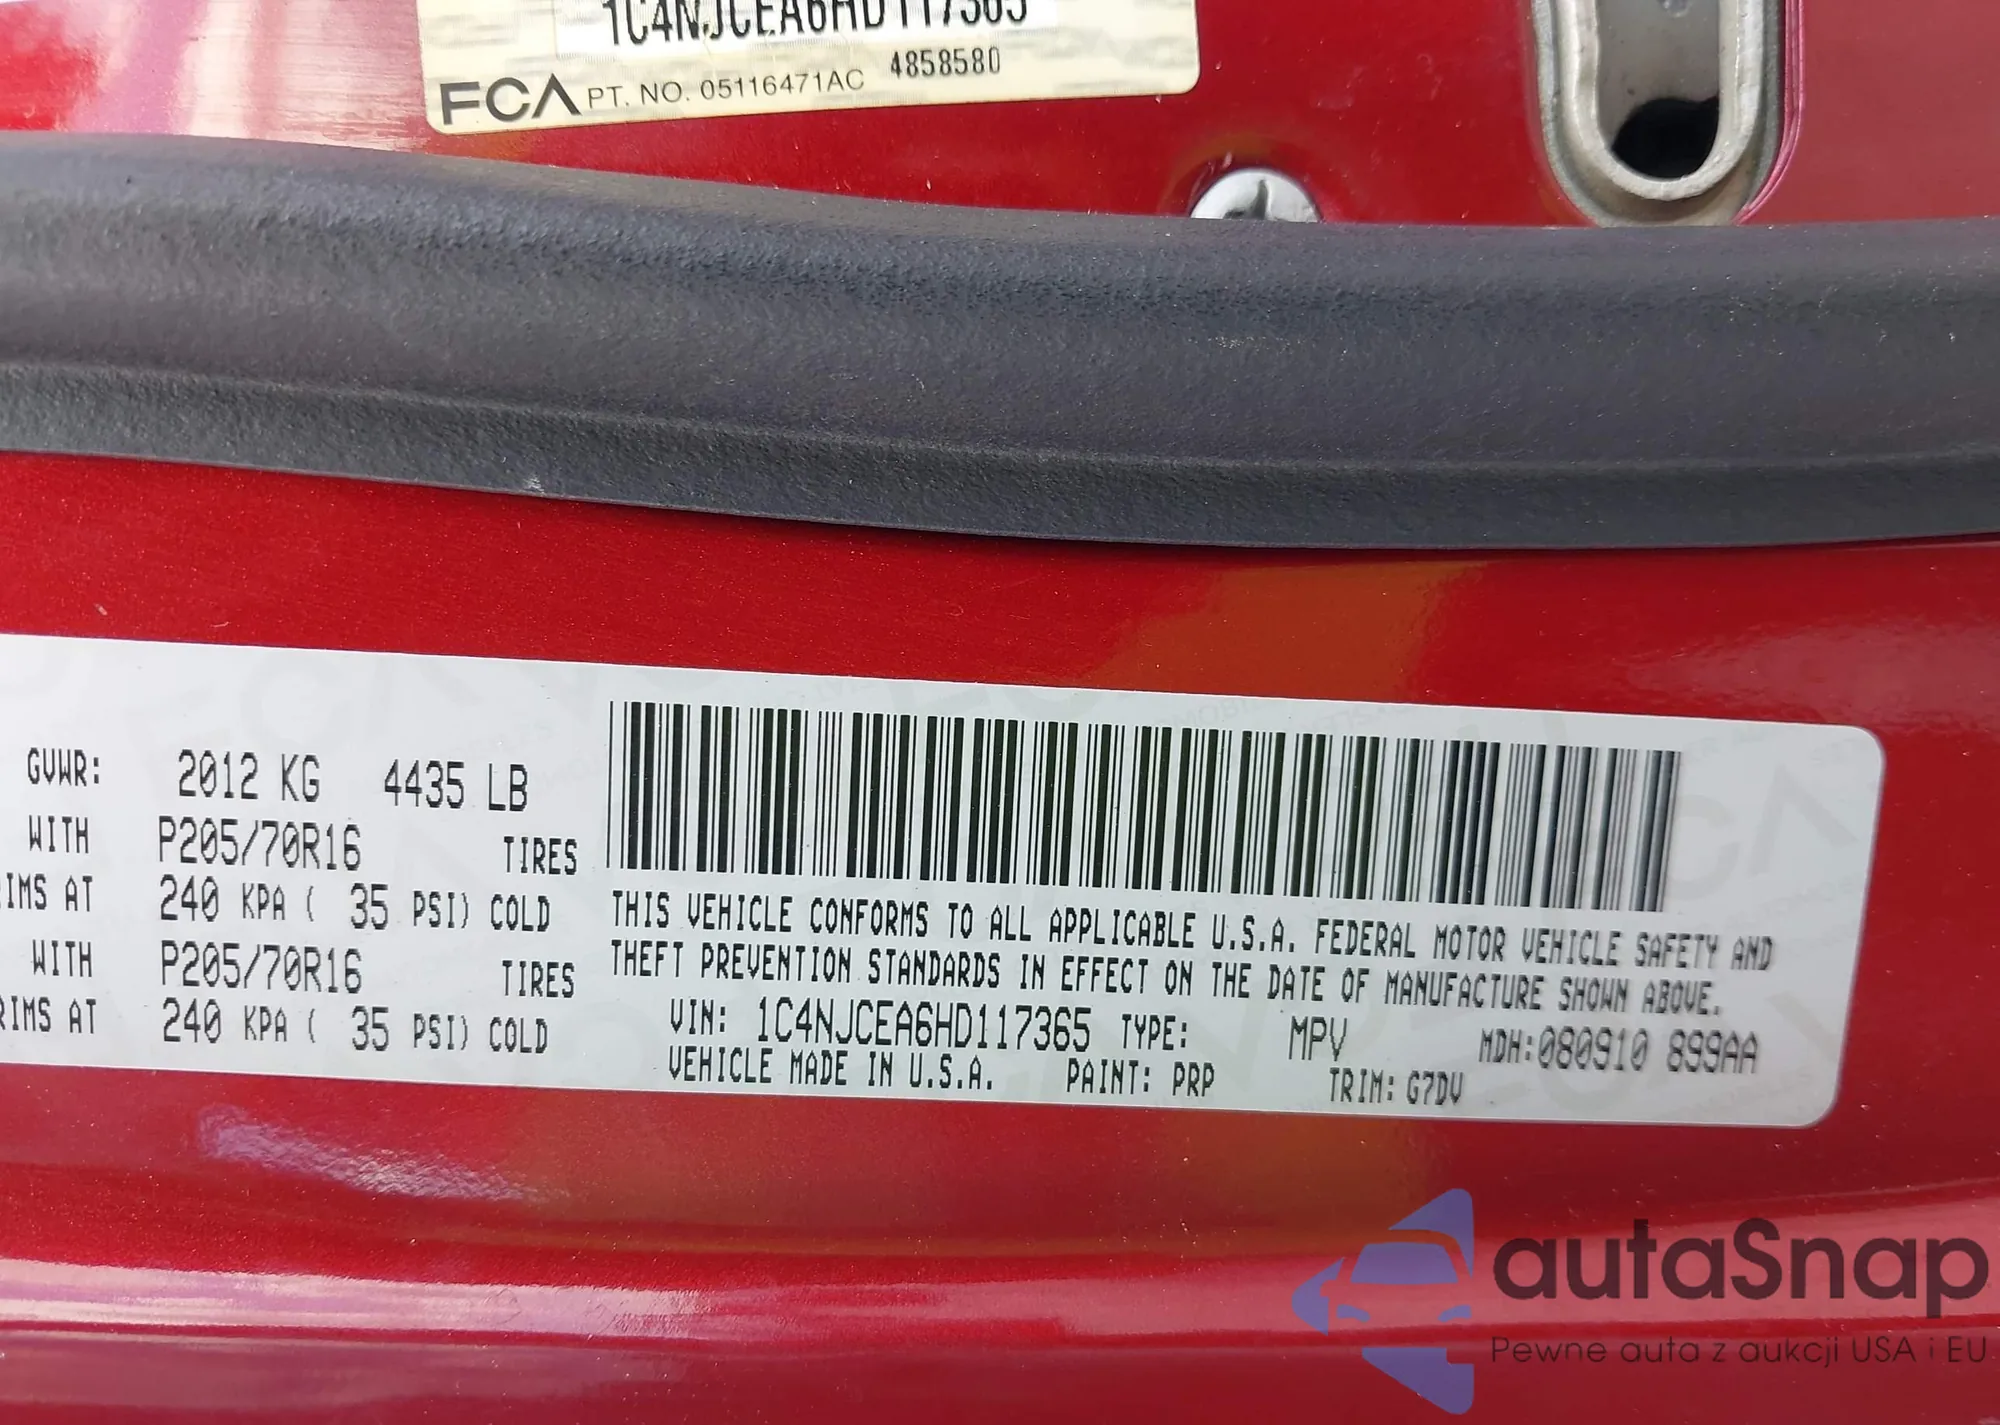 1C4NJCEA6HD117365
FCA PT. NO. 05116471AC 4858580
GVWR: 2012 KG 4435 LB
WITH P205/70R16 TIRES
RIMS AT 240 KPA ( 35 PSI) COLD
WITH P205/70R16 TIRES
RIMS AT 240 KPA ( 35 PSI) COLD
THIS VEHICLE CONFORMS TO ALL APPLICABLE U.S.A. FEDERAL MOTOR VEHICLE SAFETY AND
THEFT PREVENTION STANDARDS IN EFFECT ON THE DATE OF MANUFACTURE SHOWN ABOVE.
VIN: 1C4NJCEA6HD117365 TYPE: MPV MDH:080910 899AA
VEHICLE MADE IN U.S.A. PAINT: PRP TRIM: G7DV
autaSnap
Pewne auta z aukcji USA i EU